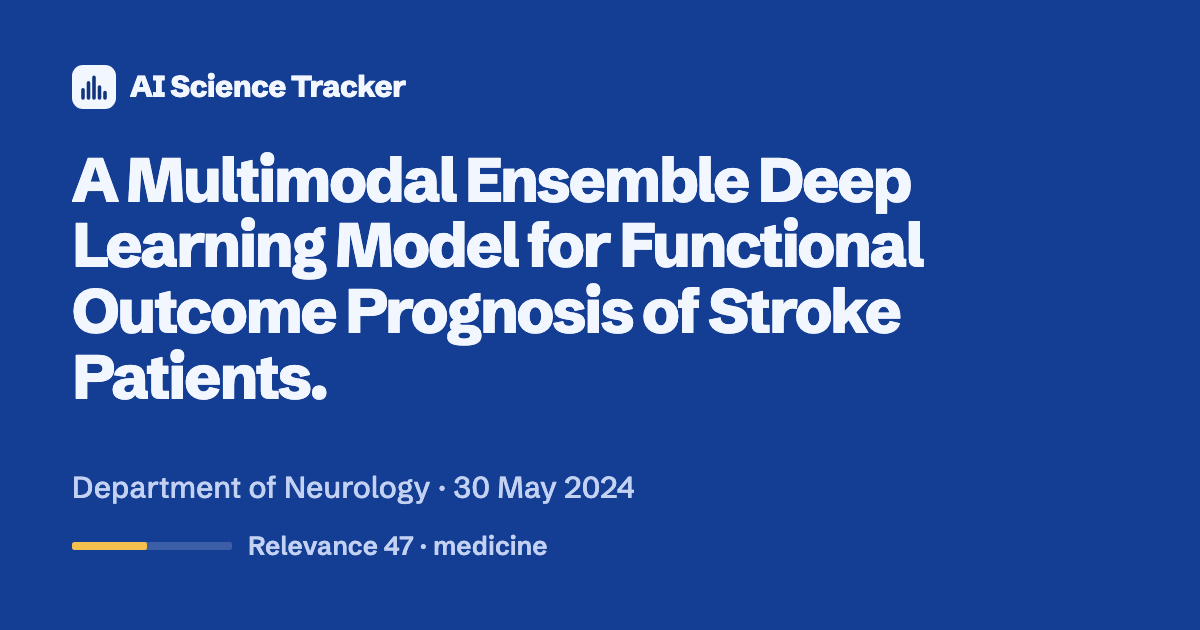 AI Science Tracker
A Multimodal Ensemble Deep
Learning Model for Functional
Outcome Prognosis of Stroke
Patients.
Department of Neurology · 30 May 2024
Relevance 47 · medicine